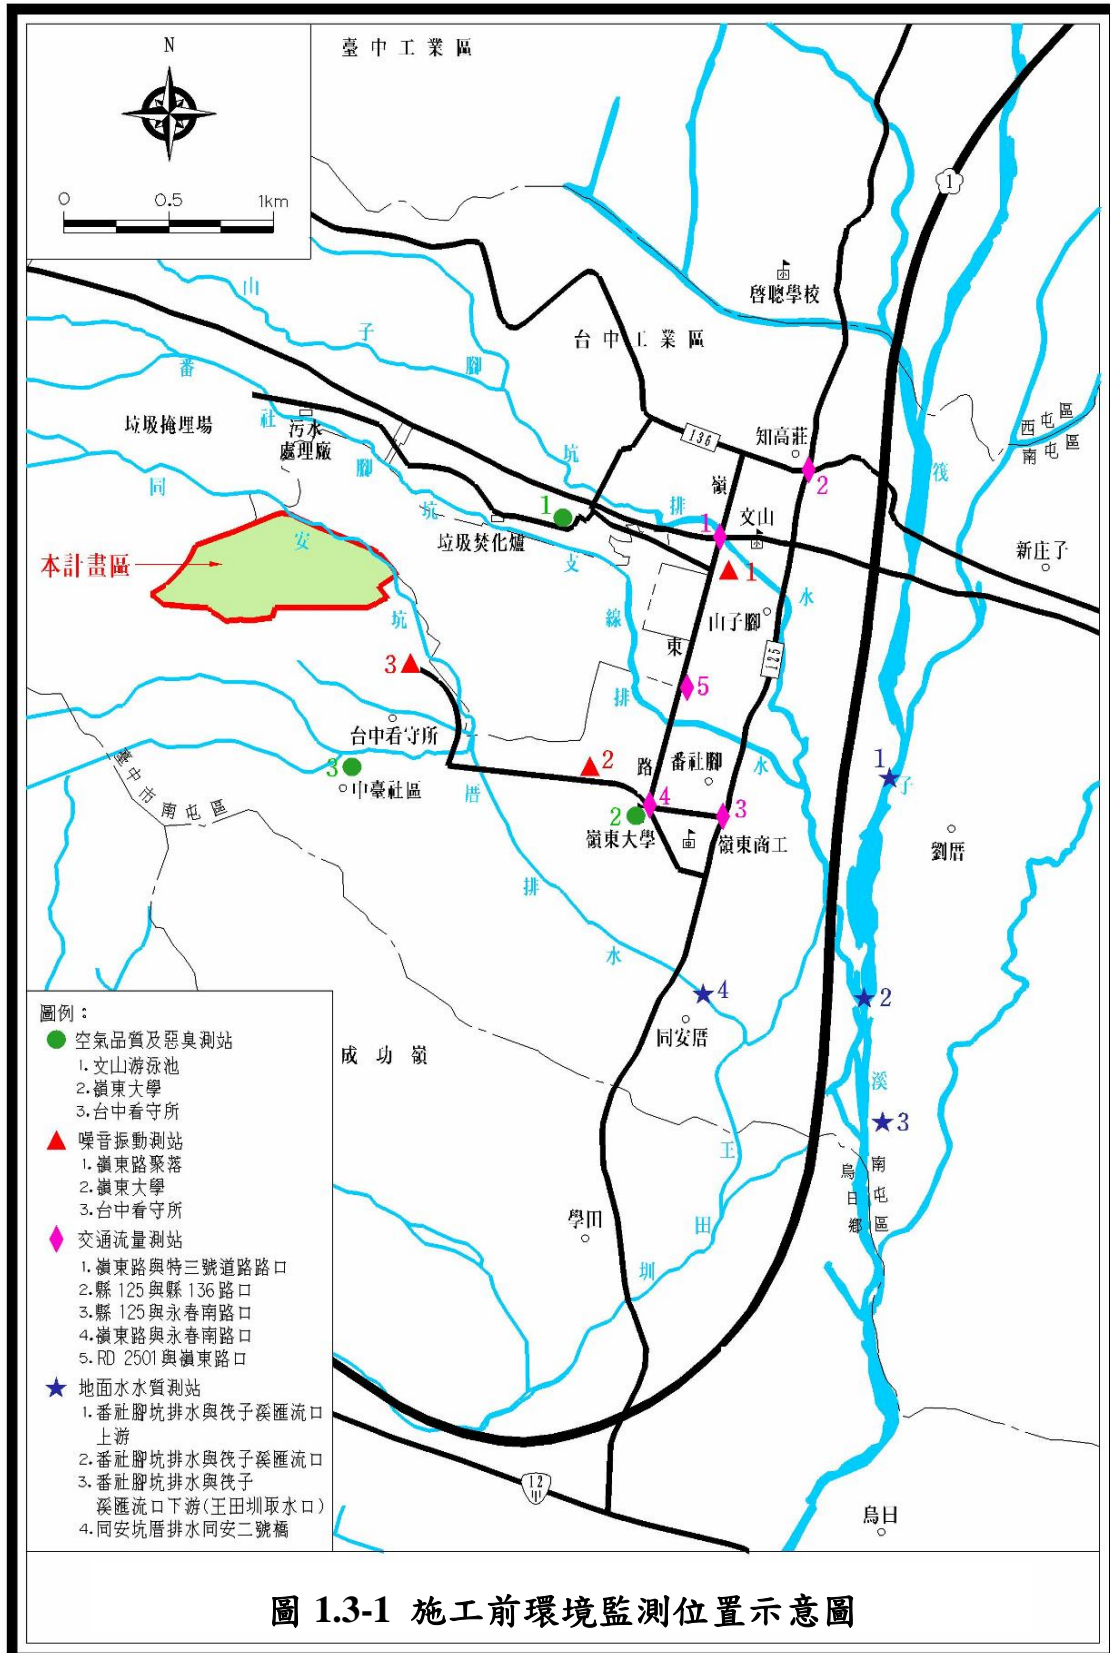 臺中工業區
N
0 0.5 1km
1
啓聰學校
台中工業區
山子腳坑排水
番社腳坑支線排水
垃圾掩埋場
污水
處理廠
136
知高莊
2
西屯區
南屯區
筏子溪
嶺東路
1
文山
1
垃圾焚化爐
新庄子
同安坑厝排水
本計畫區
1
山子腳
125
3
5
台中看守所
3
中臺社區
2
番社腳
1
臺中市南屯區
4
3
2
嶺東大學
嶺東商工
劉厝
4
2
同安厝
成功嶺
3
王田圳
烏日鄉
南屯區
學田
12
烏日
圖例：
空氣品質及惡臭測站
1.文山游泳池
2.嶺東大學
3.台中看守所
噪音振動測站
1.嶺東路聚落
2.嶺東大學
3.台中看守所
交通流量測站
1.嶺東路與特三號道路路口
2.縣 125與縣 136路口
3.縣 125與永春南路口
4.嶺東路與永春南路口
5.RD 2501與嶺東路口
地面水水質測站
1.番社腳坑排水與筏子溪匯流口
上游
2.番社腳坑排水與筏子溪匯流口
3.番社腳坑排水與筏子
溪匯流口下游(王田圳取水口)
4.同安坑厝排水同安二號橋
圖 1.3-1 施工前環境監測位置示意圖